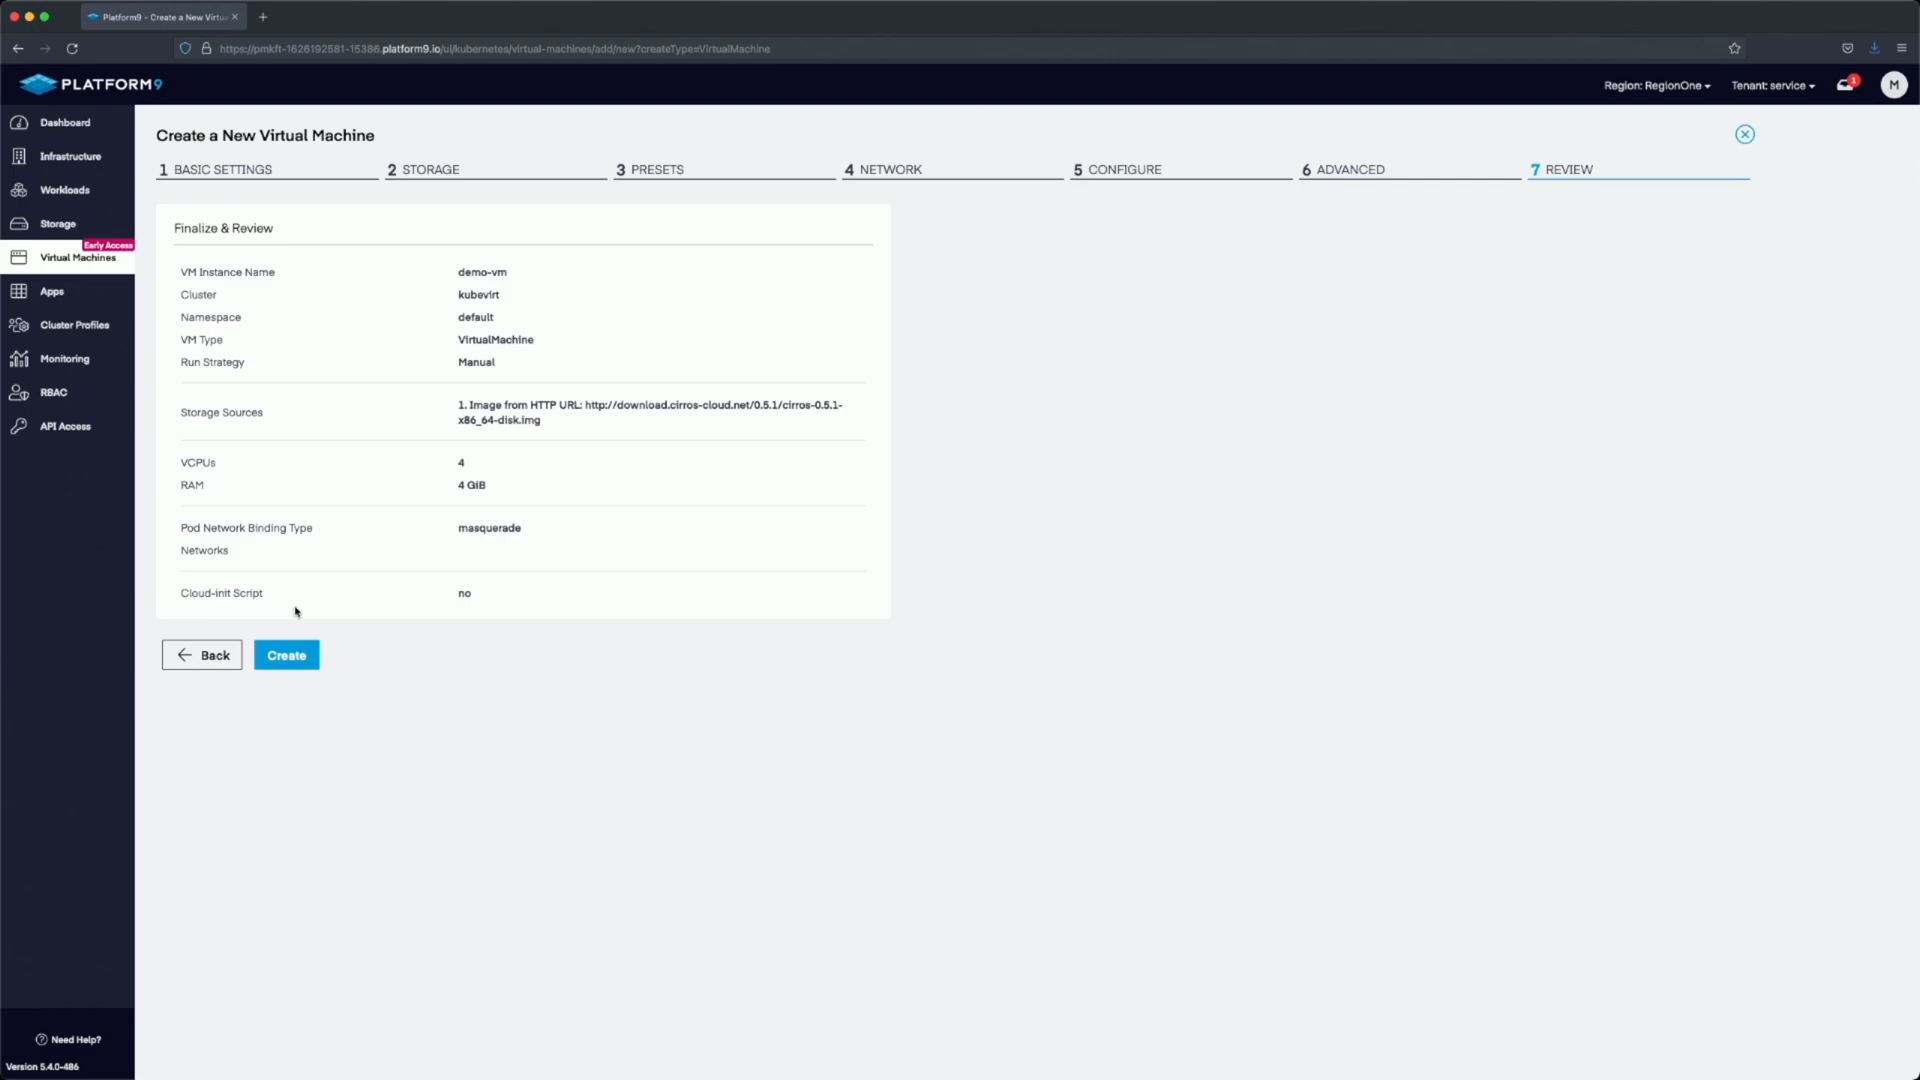 Platform9 - Create a New Virtu
https://pmkft-1626192581-15386.platform9.io/ui/kubernetes/virtual-machines/add/new?createType=VirtualMachine
PLATFORM9
Region: RegionOne
Tenant: service
1
M
Dashboard
Infrastructure
Workloads
Storage
Early Access
Virtual Machines
Apps
Cluster Profiles
Monitoring
RBAC
API Access
Need Help?
Version 5.4.0-486
Create a New Virtual Machine
1 BASIC SETTINGS
2 STORAGE
3 PRESETS
4 NETWORK
5 CONFIGURE
6 ADVANCED
7 REVIEW
Finalize & Review
VM Instance Name demo-vm
Cluster kubevirt
Namespace default
VM Type VirtualMachine
Run Strategy Manual
Storage Sources 1. Image from HTTP URL: http://download.cirros-cloud.net/0.5.1/cirros-0.5.1-
x86_64-disk.img
VCPUs 4
RAM 4 GiB
Pod Network Binding Type masquerade
Networks
Cloud-init Script no
Back
Create